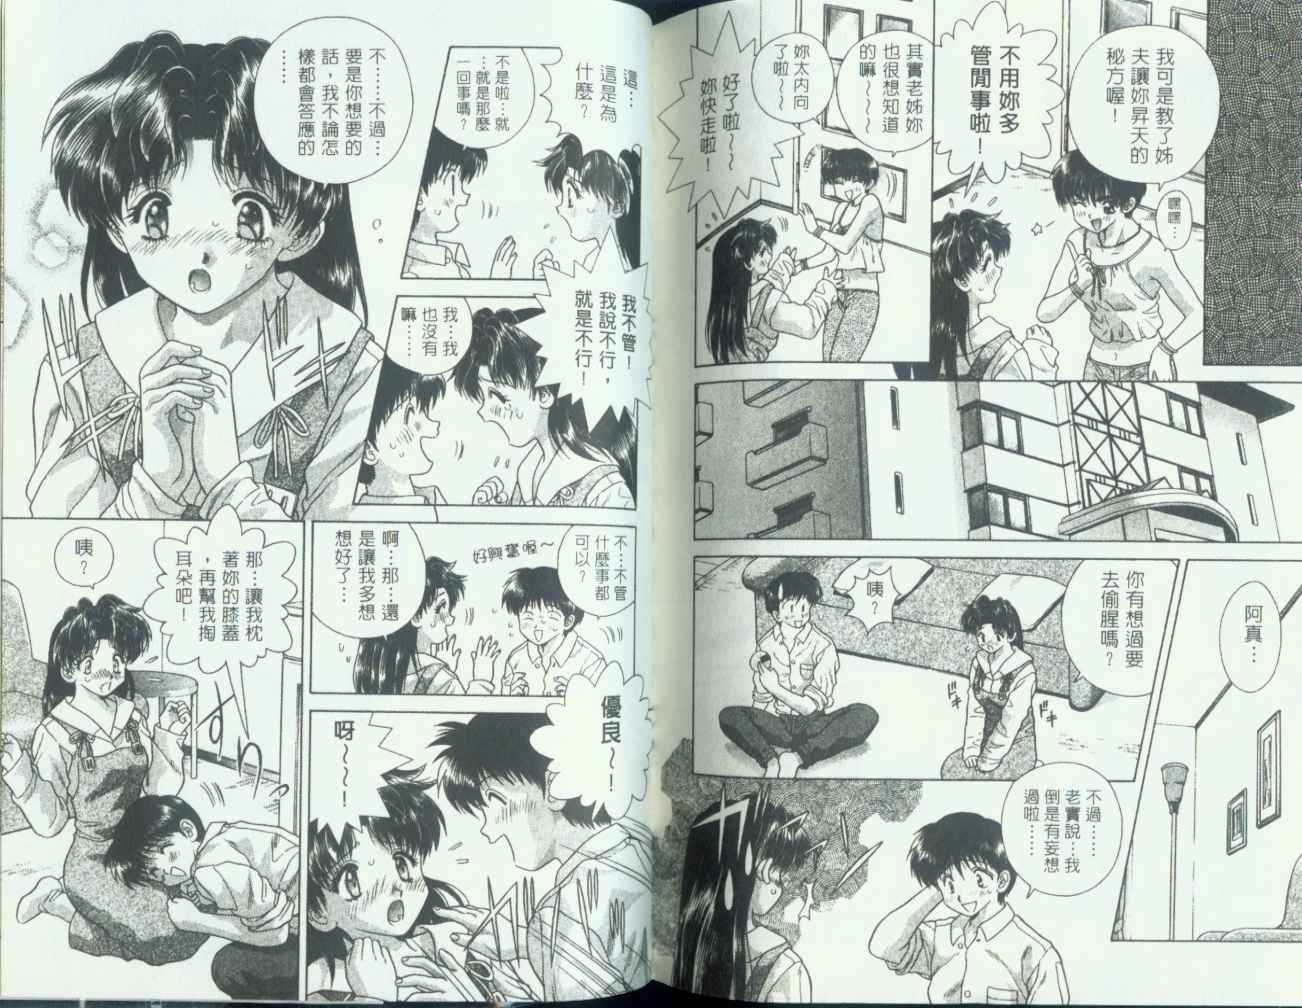 我可是教了姊
夫讓妳昇天的
秘方喔！
嘿嘿…
不用妳多
管閒事啦！
其實老姊妳
也很想知道
的嘛～～～
妳太內向
了啦～～
好了啦～～
妳快走啦！
阿真…
你有想過要
去偷腥嗎？
咦？
ドキ
ドキ
不過……
老實說…我
倒是有妄想
過啦……
這…
這是為
什麼？
不是啦…就
…就是那麼
一回事嗎？
不……不過…
要是你想要的
話，我不論怎
樣都會答應的
……
我不管！
我說不行，
就是不行！
我…我
也沒有
嘛……
不…不管
什麼事都
可以？
好興奮喔～
啊…那…還
是讓我多想
想好了…
優良～！
呀～～～！
那…讓我枕
著妳的膝蓋
，再幫我掏
耳朵吧！
咦？